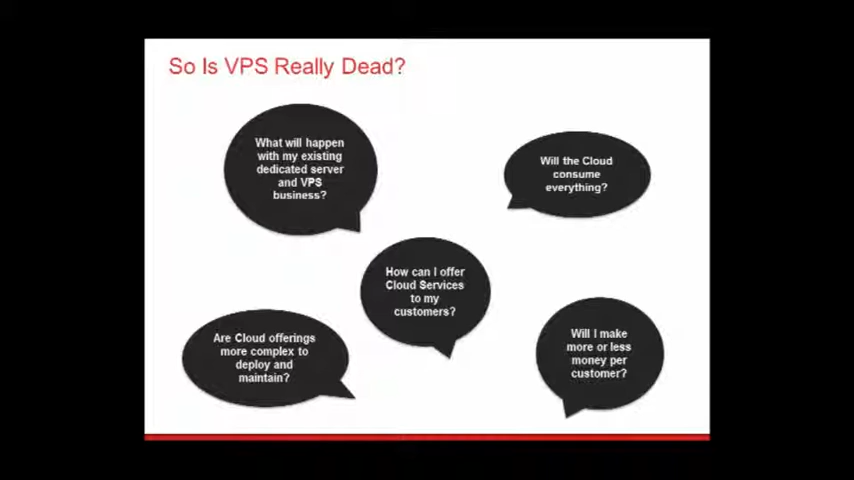 So Is VPS Really Dead?
What will happen
with my existing
dedicated server
and VPS
business?
Will the Cloud
consume
everything?
How can I offer
Cloud Services
to my
customers?
Are Cloud offerings
more complex to
deploy and
maintain?
Will I make
more or less
money per
customer?